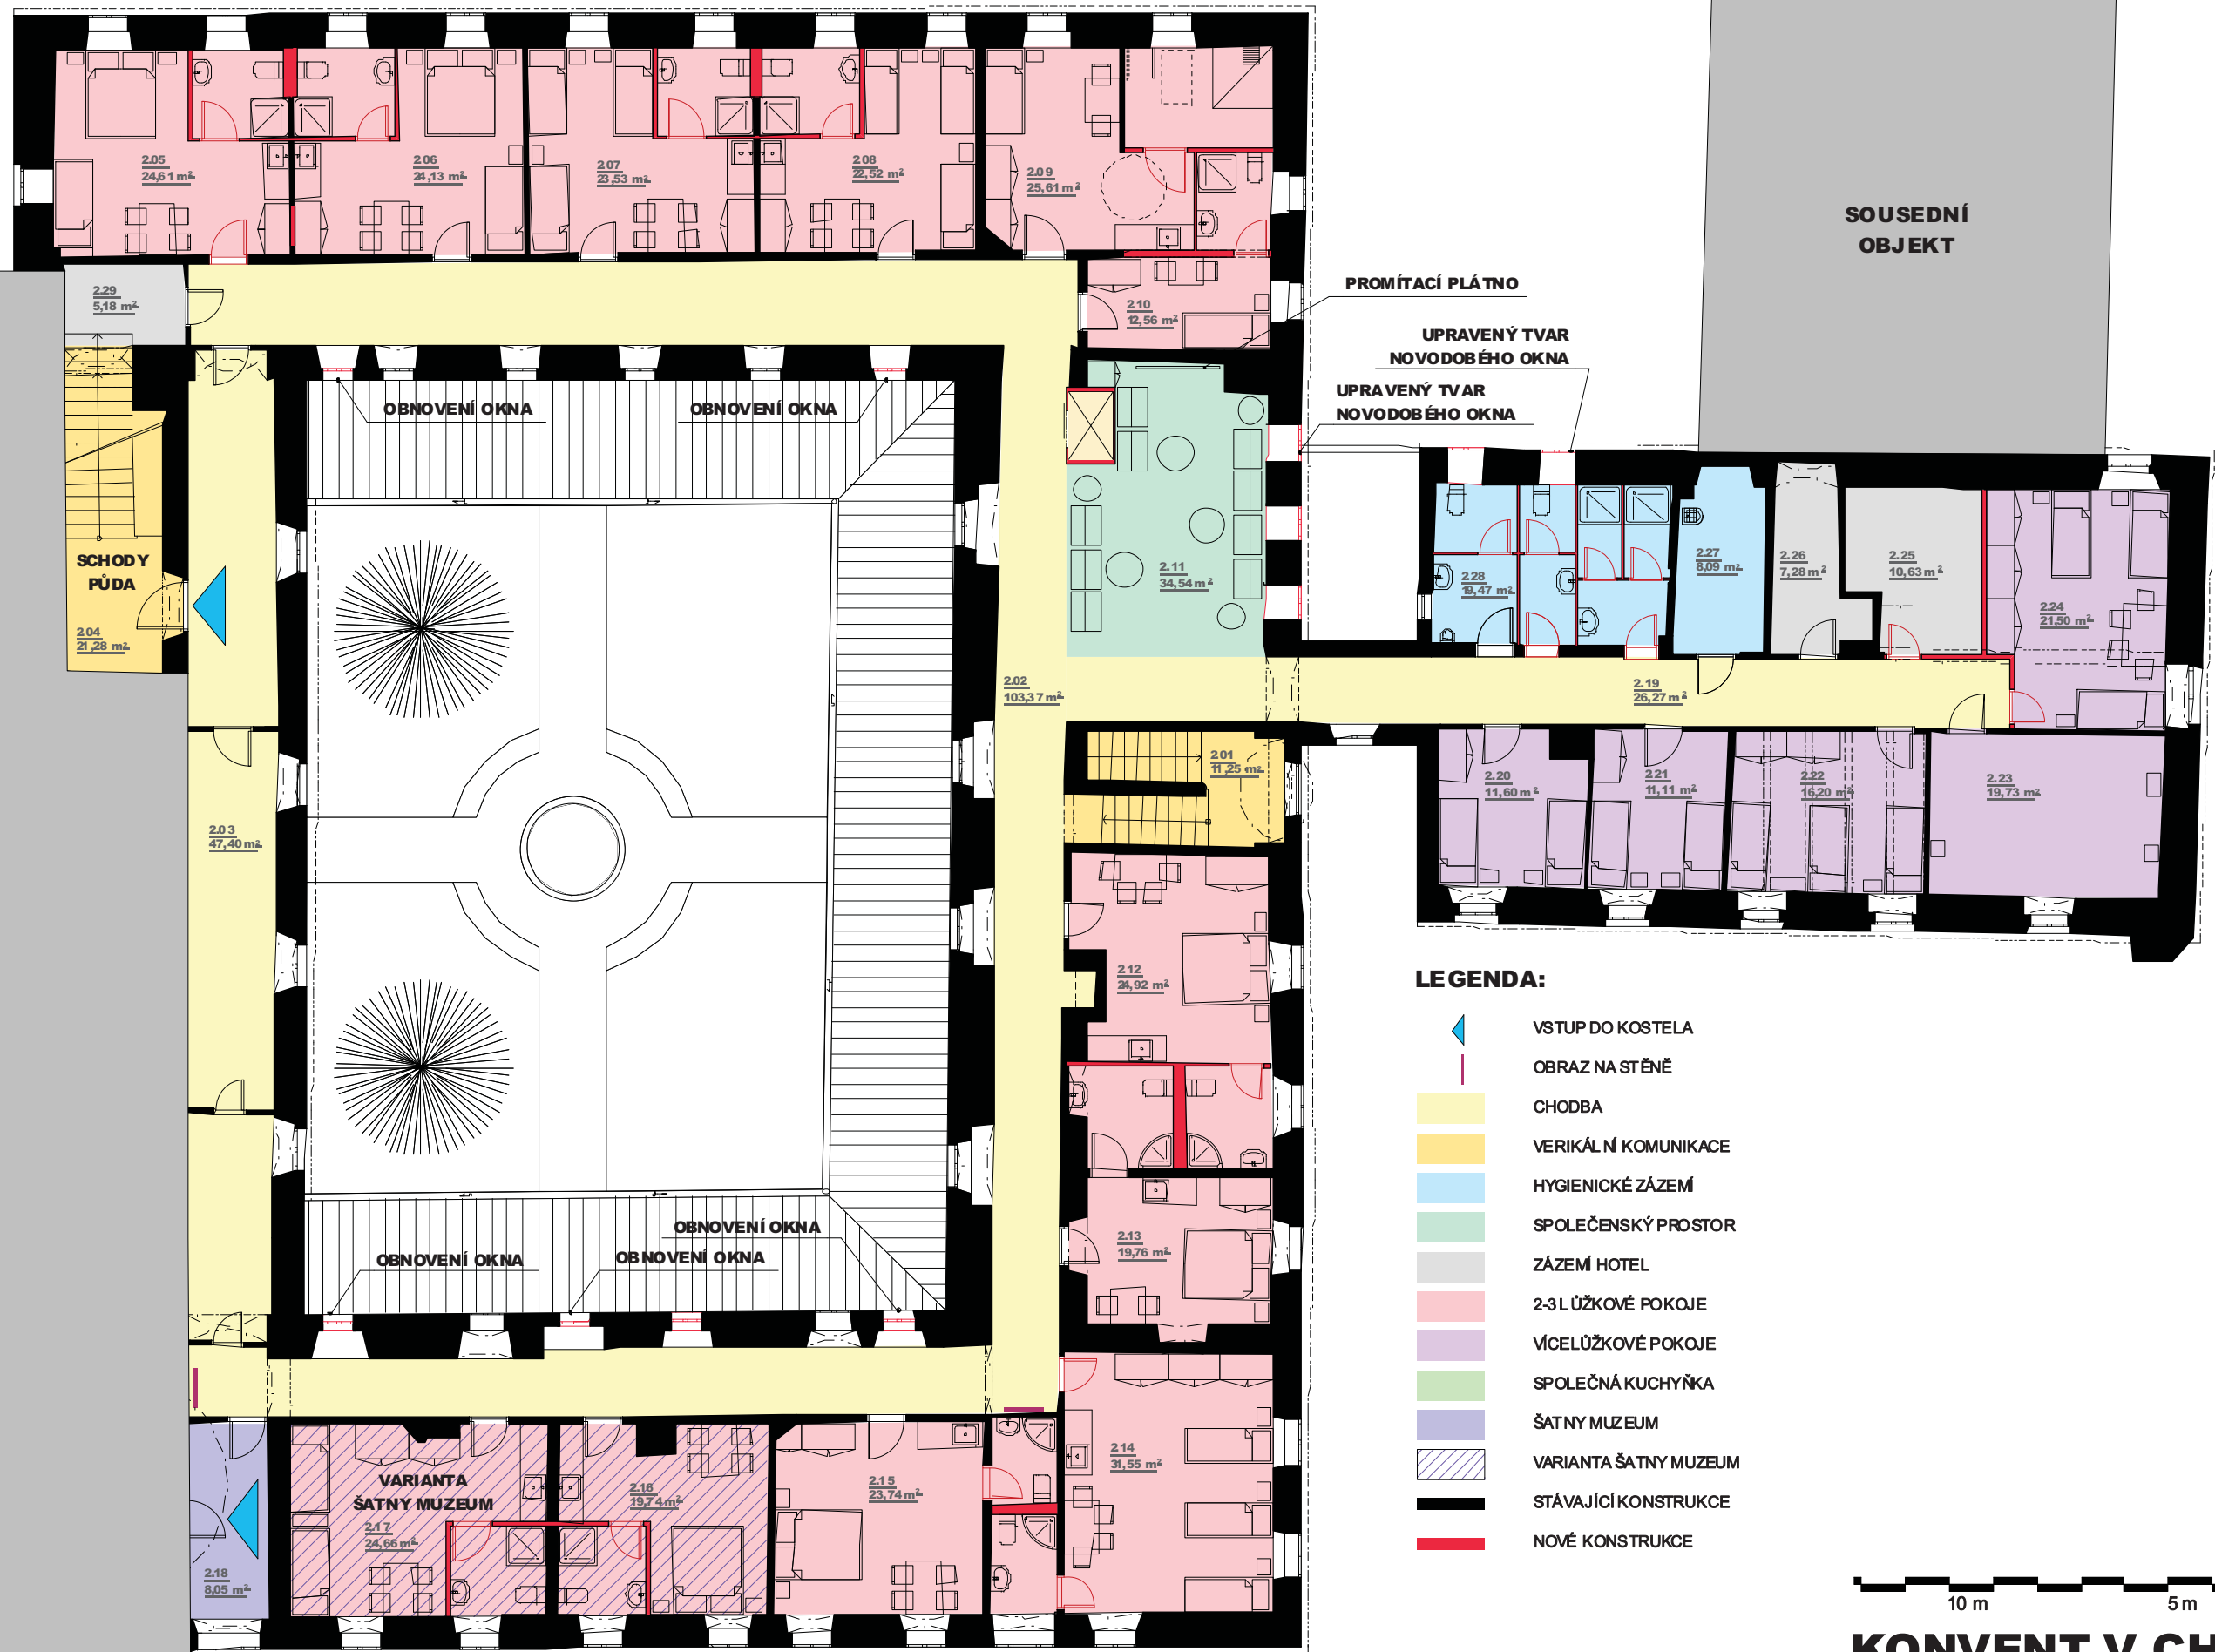 2.05
24,61 m²
2.06
24,13 m²
2.07
23,53 m²
2.08
22,52 m²
2.09
25,61 m²
2.29
5,18 m²
2.10
12,56 m²
PROMÍTACÍ PLÁTNO
UPRAVENÝ TVAR
NOVODOBÉHO OKNA
UPRAVENÝ TVAR
NOVODOBÉHO OKNA
SOUSEDNÍ
OBJEKT
OBNOVENÍ OKNA
OBNOVENÍ OKNA
SCHODY
PŮDA
2.04
21,28 m²
2.11
34,54 m²
2.28
19,47 m²
2.27
8,09 m²
2.26
7,28 m²
2.25
10,63 m²
2.24
21,50 m²
2.02
103,37 m²
2.19
26,27 m²
2.01
11,25 m²
2.20
11,60 m²
2.21
11,11 m²
2.22
16,20 m²
2.23
19,73 m²
2.03
47,40 m²
2.12
24,92 m²
2.13
19,76 m²
OBNOVENÍ OKNA
OBNOVENÍ OKNA
OBNOVENÍ OKNA
2.14
31,55 m²
2.15
23,74 m²
2.16
19,74 m²
VARIANTA
ŠATNY MUZEUM
2.17
24,66 m²
2.18
8,05 m²
LEGENDA:
VSTUP DO KOSTELA
OBRAZ NA STĚNĚ
CHODBA
VERIKÁLNÍ KOMUNIKACE
HYGIENICKÉ ZÁZEMÍ
SPOLEČENSKÝ PROSTOR
ZÁZEMÍ HOTEL
2-3 LŮŽKOVÉ POKOJE
VÍCELŮŽKOVÉ POKOJE
SPOLEČNÁ KUCHYŇKA
ŠATNY MUZEUM
VARIANTA ŠATNY MUZEUM
STÁVAJÍCÍ KONSTRUKCE
NOVÉ KONSTRUKCE
10 m 5 m
KONVENT V CH